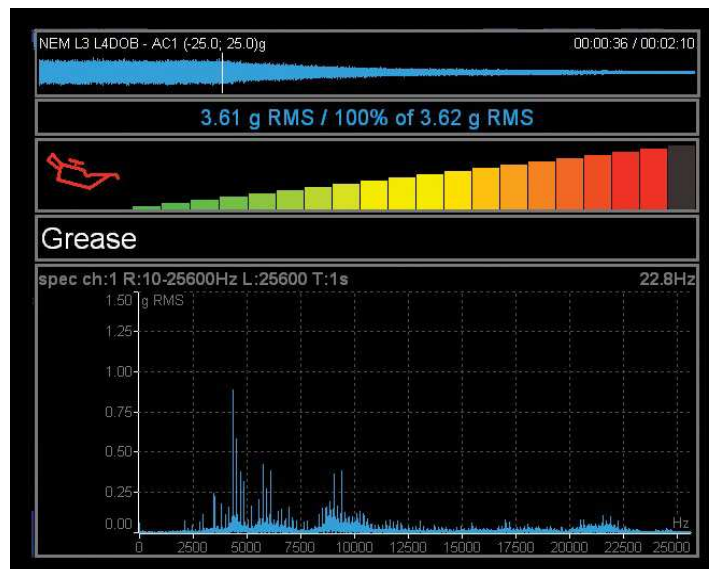 NEM L3 L4DOB - AC1 (-25.0; 25.0)g 00:00:36 / 00:02:10
3.61 g RMS / 100% of 3.62 g RMS
Grease
spec ch:1 R:10-25600Hz L:25600 T:1s 22.8Hz
1.50 g RMS
1.25
1.00
0.75
0.50
0.25
0.00 Hz
0 2500 5000 7500 10000 12500 15000 17500 20000 22500 25000